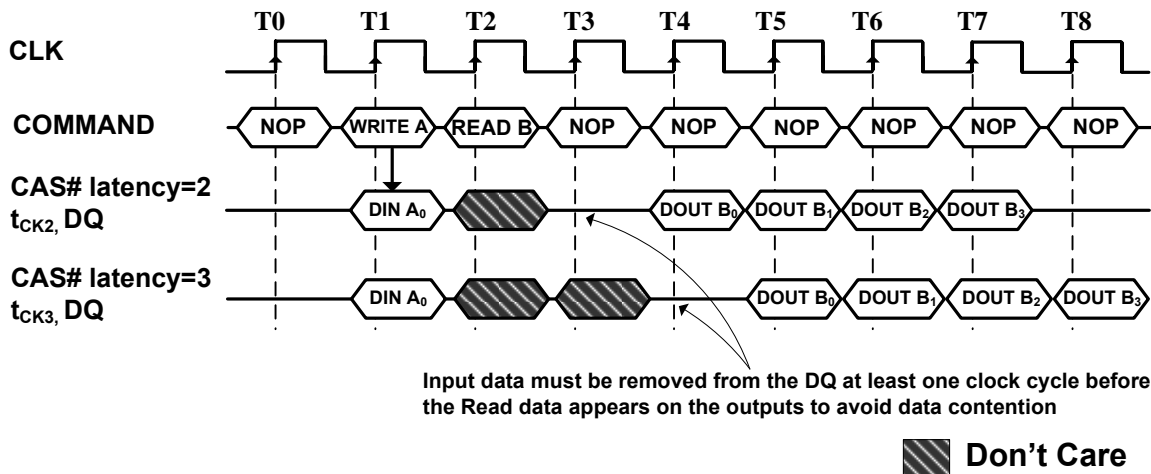 T0 T1 T2 T3 T4 T5 T6 T7 T8
CLK
COMMAND NOP WRITE A READ B NOP NOP NOP NOP NOP NOP
CAS# latency=2
tCK2, DQ DIN A0 DOUT B0 DOUT B1 DOUT B2 DOUT B3
CAS# latency=3
tCK3, DQ DIN A0 DOUT B0 DOUT B1 DOUT B2 DOUT B3
Input data must be removed from the DQ at least one clock cycle before
the Read data appears on the outputs to avoid data contention
Don't Care